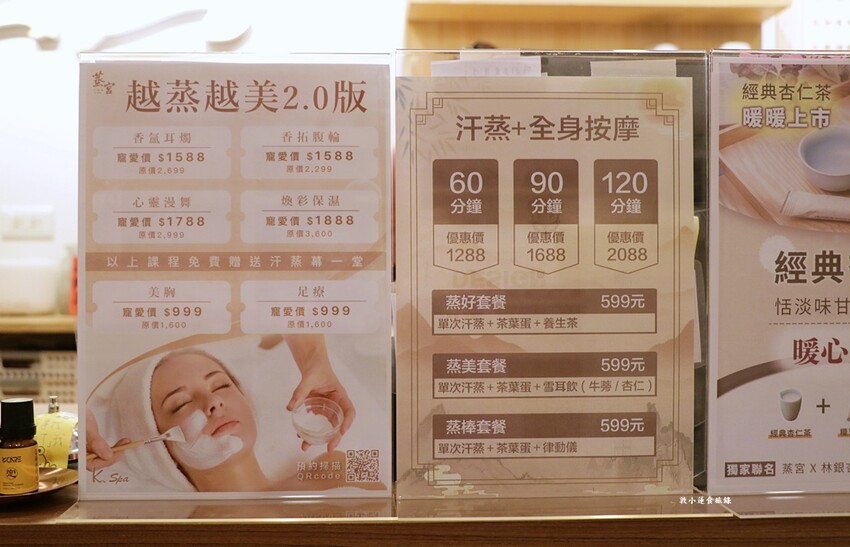 蒸宮
越蒸越美2.0版
香氛耳燭
寵愛價 $1588
原價2,699
香拓腹輪
寵愛價 $1588
原價2,299
心靈漫舞
寵愛價 $1788
原價2,999
煥彩保濕
寵愛價 $1888
原價3,600
以上課程免費贈送汗蒸幕一堂
美胸
寵愛價 $999
原價1,600
足療
寵愛價 $999
原價1,600
預約掃描
QRcode
K. Spa
汗蒸+全身按摩
60
分鐘
優惠價
1288
90
分鐘
優惠價
1688
120
分鐘
優惠價
2088
蒸好套餐 599元
單次汗蒸+茶葉蛋+養生茶
蒸美套餐 599元
單次汗蒸+茶葉蛋+雪耳飲(牛蒡/杏仁)
蒸棒套餐 599元
單次汗蒸+茶葉蛋+律動儀
經典杏仁茶
暖暖上市
經典
恬淡味甘
暖心
+
經典杏仁茶
獨家聯名 蒸宮 X 林銀
敦小蓮食旅錄